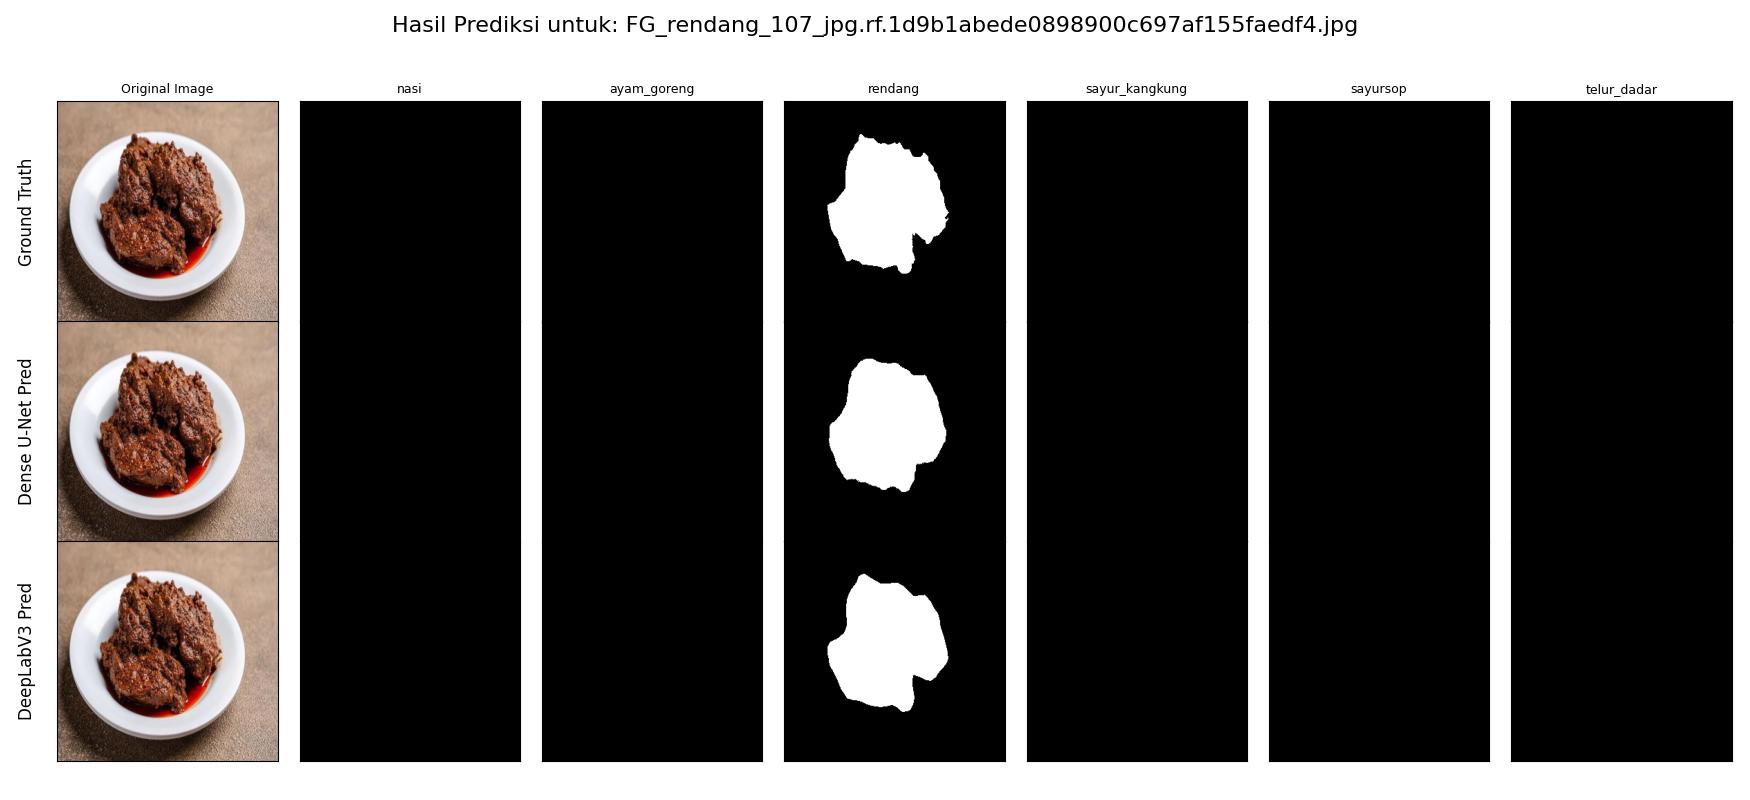 Hasil Prediksi untuk: FG_rendang_107_jpg.rf.1d9b1abede0898900c697af155faedf4.jpg
Original Image
nasi
ayam_goreng
rendang
sayur_kangkung
sayursop
telur_dadar
Ground Truth
Dense U-Net Pred
DeepLabV3 Pred